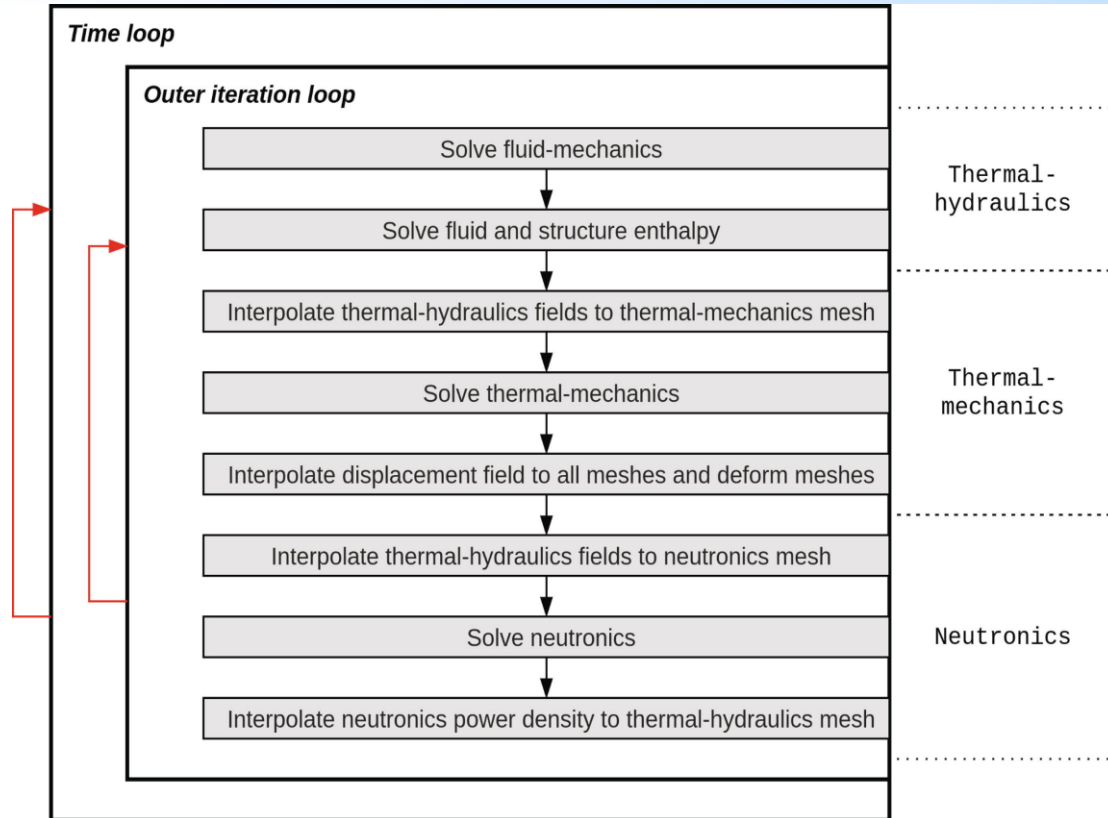 Time loop
Outer iteration loop
Solve fluid-mechanics
Solve fluid and structure enthalpy
Interpolate thermal-hydraulics fields to thermal-mechanics mesh
Solve thermal-mechanics
Interpolate displacement field to all meshes and deform meshes
Interpolate thermal-hydraulics fields to neutronics mesh
Solve neutronics
Interpolate neutronics power density to thermal-hydraulics mesh
Thermal-
hydraulics
Thermal-
mechanics
Neutronics